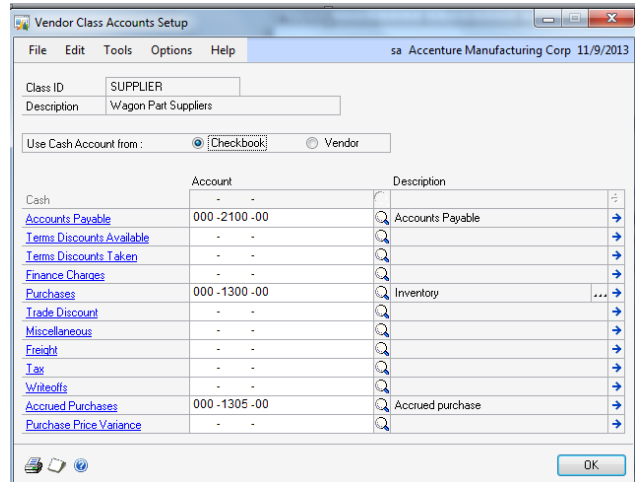 Vendor Class Accounts Setup
File Edit Tools Options Help sa Accenture Manufacturing Corp 11/9/2013
Class ID SUPPLIER
Description Wagon Part Suppliers
Use Cash Account from : Checkbook Vendor
Account Description
Cash - -
Accounts Payable 000 -2100 -00 Accounts Payable
Terms Discounts Available - -
Terms Discounts Taken - -
Finance Charges - -
Purchases 000 -1300 -00 Inventory ...
Trade Discount - -
Miscellaneous - -
Freight - -
Tax - -
Writeoffs - -
Accrued Purchases 000 -1305 -00 Accrued purchase
Purchase Price Variance - -
OK